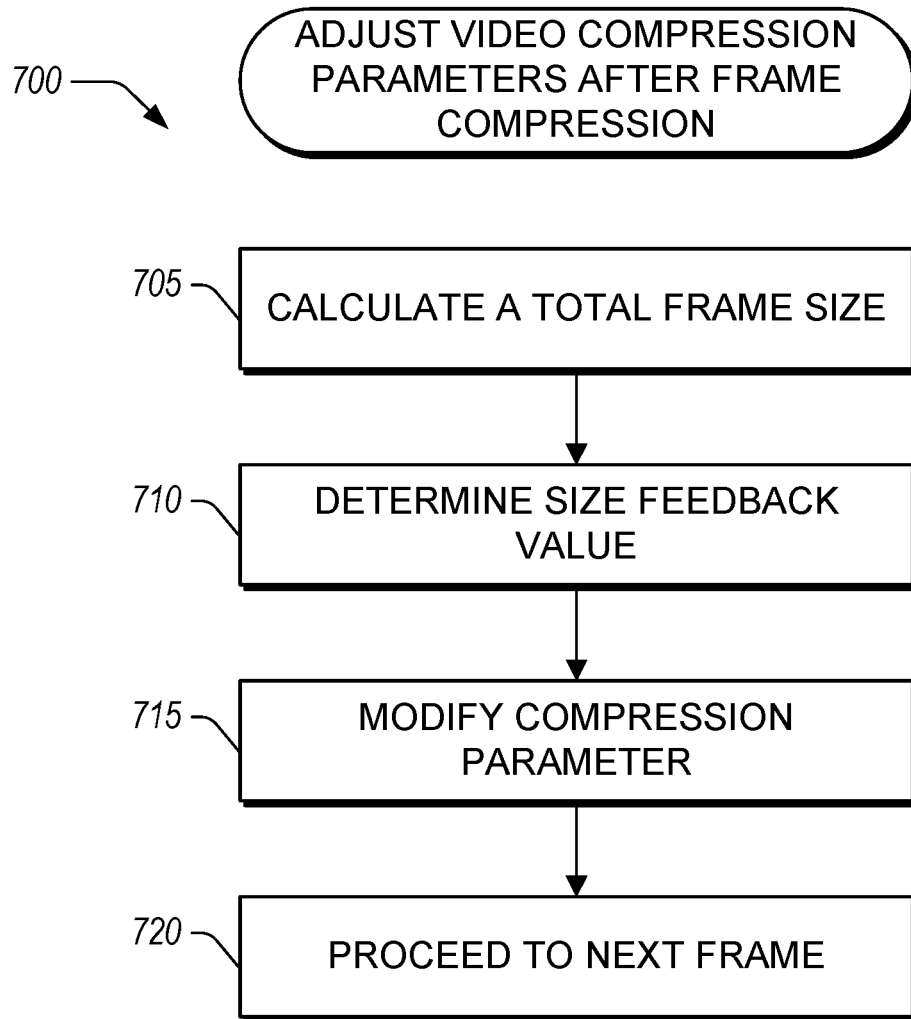 700
ADJUST VIDEO COMPRESSION
PARAMETERS AFTER FRAME
COMPRESSION
705
CALCULATE A TOTAL FRAME SIZE
710
DETERMINE SIZE FEEDBACK
VALUE
715
MODIFY COMPRESSION
PARAMETER
720
PROCEED TO NEXT FRAME